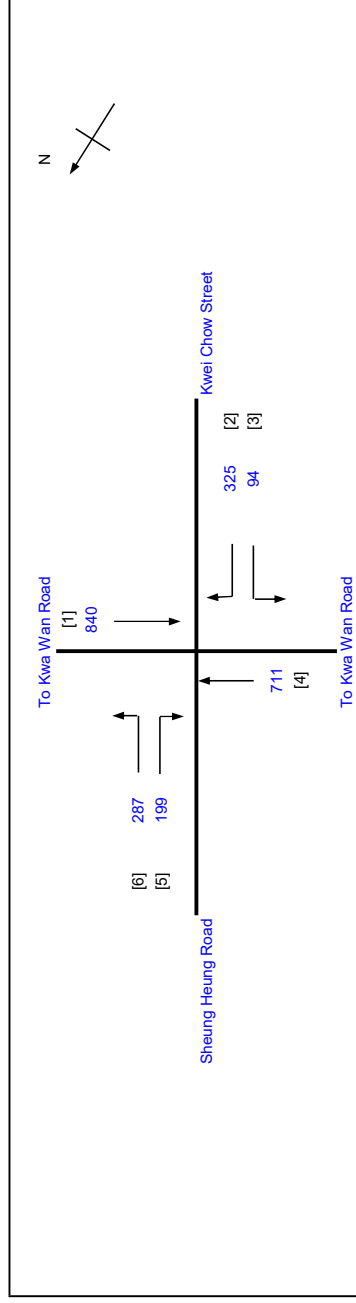 N
To Kwa Wan Road
[1]
840
[6] 287
[5] 199
Sheung Heung Road
Kwei Chow Street
325 [2]
94 [3]
711
[4]
To Kwa Wan Road